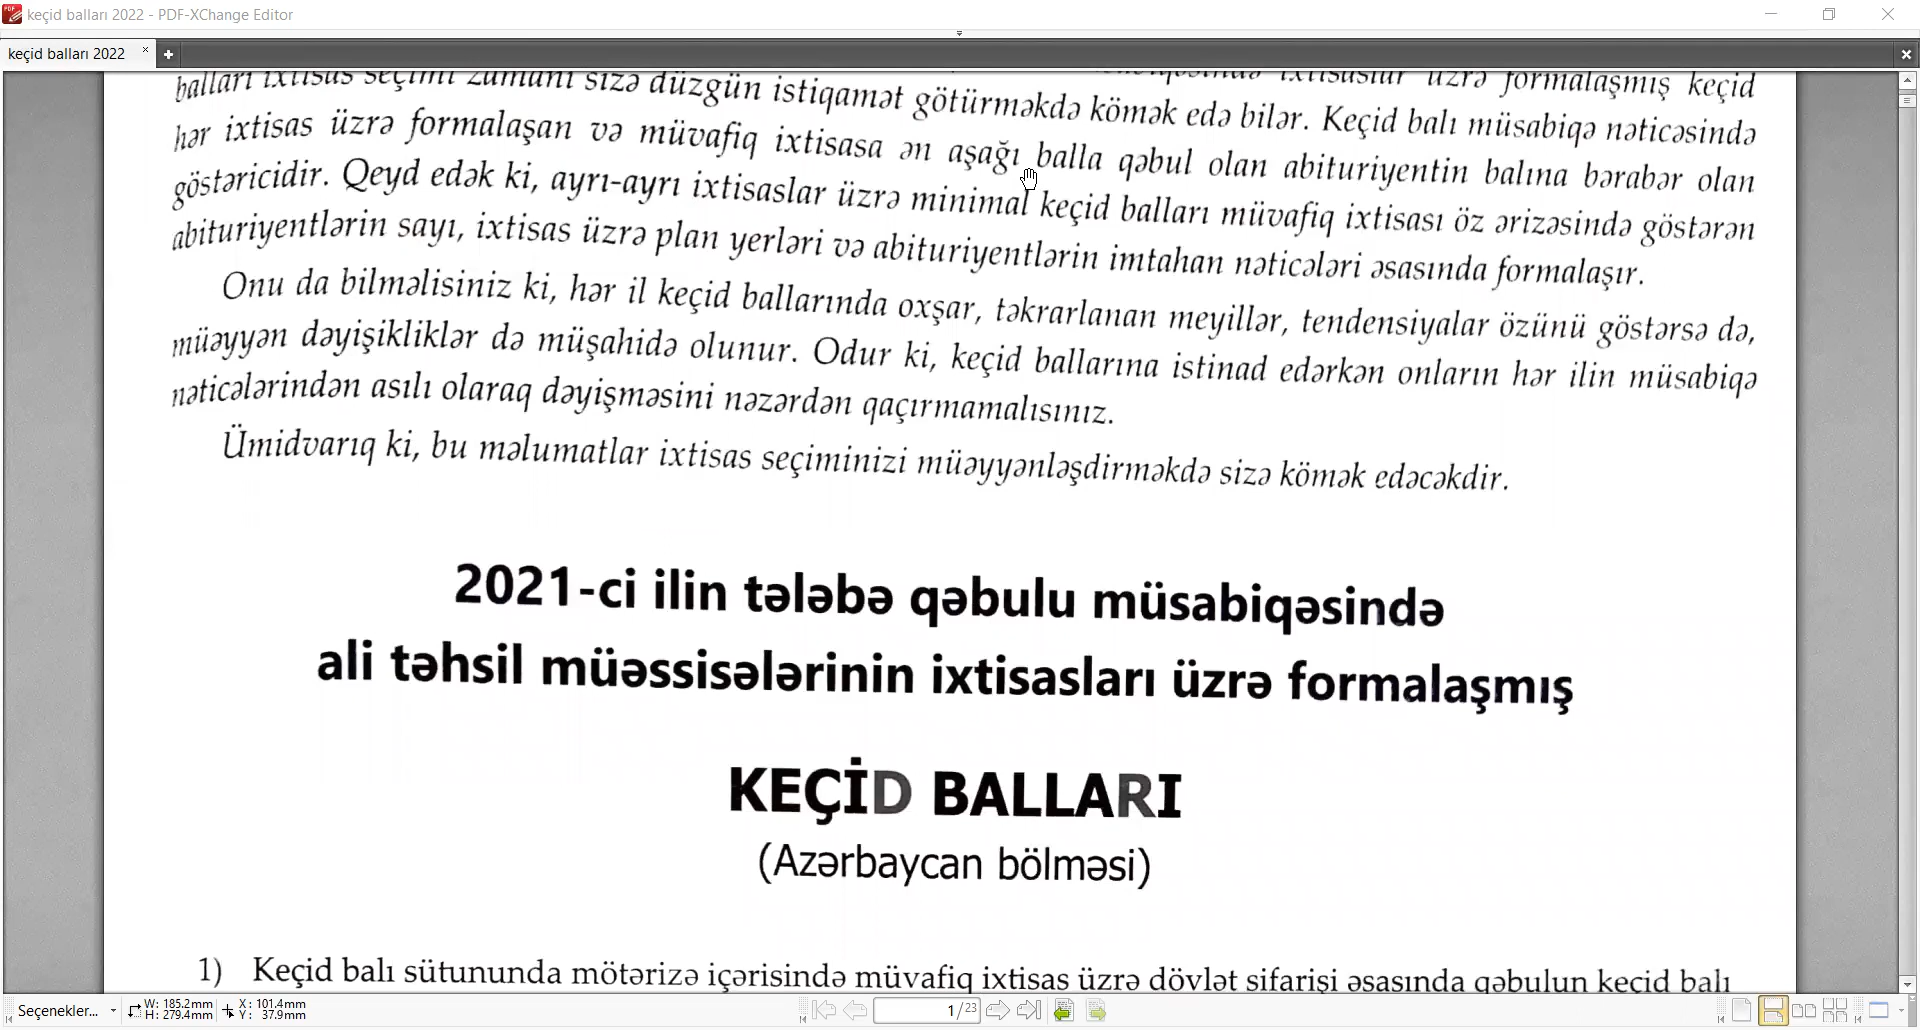 keçid balları 2022 - PDF-XChange Editor
keçid balları 2022
balları ixtisas seçimi zamanı sizə düzgün istiqamət götürməkdə kömək edə bilər. Keçid balı müsabiqə nəticəsində
ixtisaslar üzrə formalaşmış keçid
hər ixtisas üzrə formalaşan və müvafiq ixtisasa ən aşağı balla qəbul olan abituriyentin balına bərabər olan
göstəricidir. Qeyd edək ki, ayrı-ayrı ixtisaslar üzrə minimal keçid balları müvafiq ixtisası öz ərizəsində göstərən
abituriyentlərin sayı, ixtisas üzrə plan yerləri və abituriyentlərin imtahan nəticələri əsasında formalaşır.
Onu da bilməlisiniz ki, hər il keçid ballarında oxşar, təkrarlanan meyillər, tendensiyalar özünü göstərsə də,
müəyyən dəyişikliklər də müşahidə olunur. Odur ki, keçid ballarına istinad edərkən onların hər ilin müsabiqə
nəticələrindən asılı olaraq dəyişməsini nəzərdən qaçırmamalısınız.
Ümidvarıq ki, bu məlumatlar ixtisas seçiminizi müəyyənləşdirməkdə sizə kömək edəcəkdir.
2021-ci ilin tələbə qəbulu müsabiqəsində
ali təhsil müəssisələrinin ixtisasları üzrə formalaşmış
KEÇİD BALLARI
(Azərbaycan bölməsi)
1) Keçid balı sütununda mötərizə içərisində müvafiq ixtisas üzrə dövlət sifarişi əsasında qəbulun keçid balı
Seçenekler...
W: 185.2mm
H: 279.4mm
X: 101.4mm
Y: 37.9mm
1/23